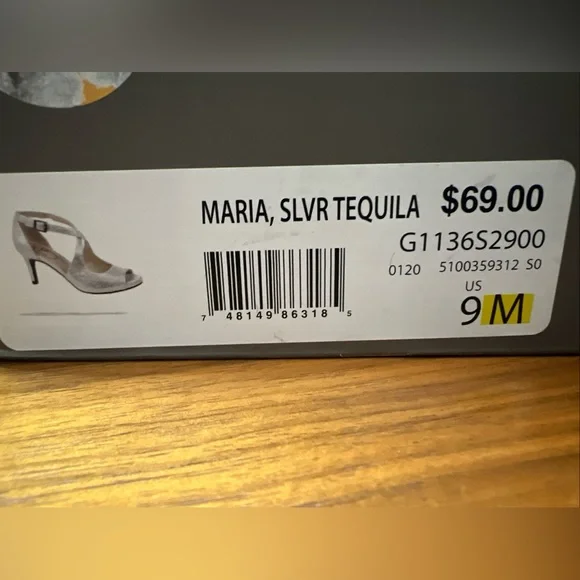 MARIA, SLVR TEQUILA $69.00
G1136S2900
0120 5100359312 S0
US
9 M
7 48149 86318 5